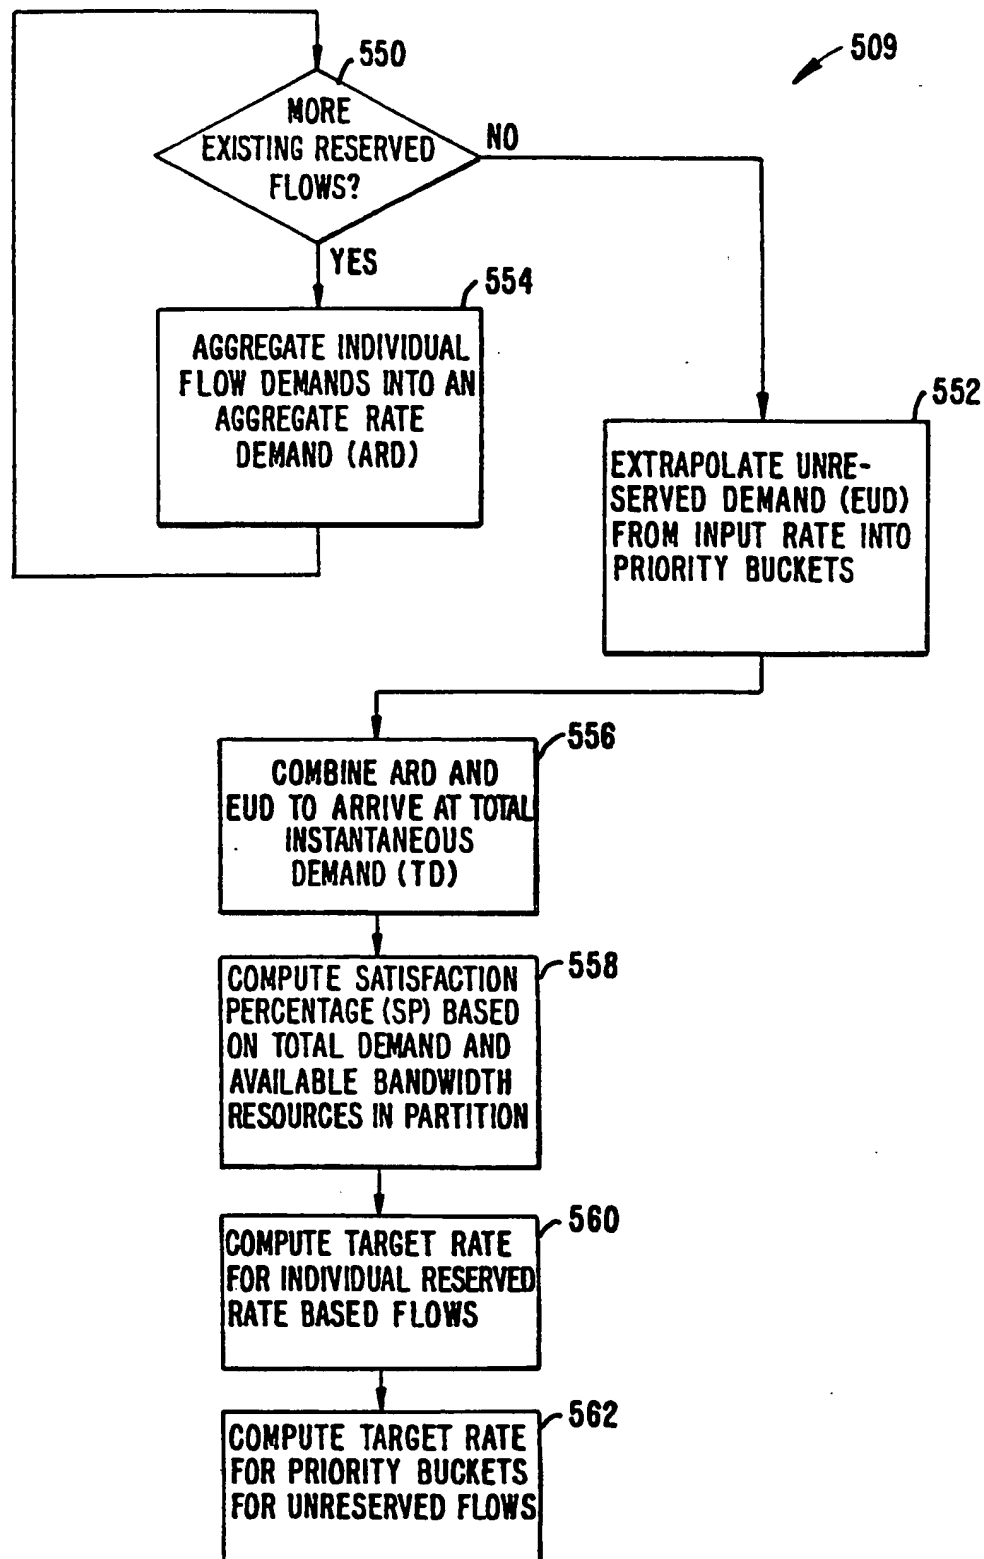 550
509
MORE
EXISTING RESERVED
FLOWS?
NO
YES
554
AGGREGATE INDIVIDUAL
FLOW DEMANDS INTO AN
AGGREGATE RATE
DEMAND (ARD)
552
EXTRAPOLATE UNRE-
SERVED DEMAND (EUD)
FROM INPUT RATE INTO
PRIORITY BUCKETS
556
COMBINE ARD AND
EUD TO ARRIVE AT TOTAL
INSTANTANEOUS
DEMAND (TD)
558
COMPUTE SATISFACTION
PERCENTAGE (SP) BASED
ON TOTAL DEMAND AND
AVAILABLE BANDWIDTH
RESOURCES IN PARTITION
560
COMPUTE TARGET RATE
FOR INDIVIDUAL RESERVED
RATE BASED FLOWS
562
COMPUTE TARGET RATE
FOR PRIORITY BUCKETS
FOR UNRESERVED FLOWS